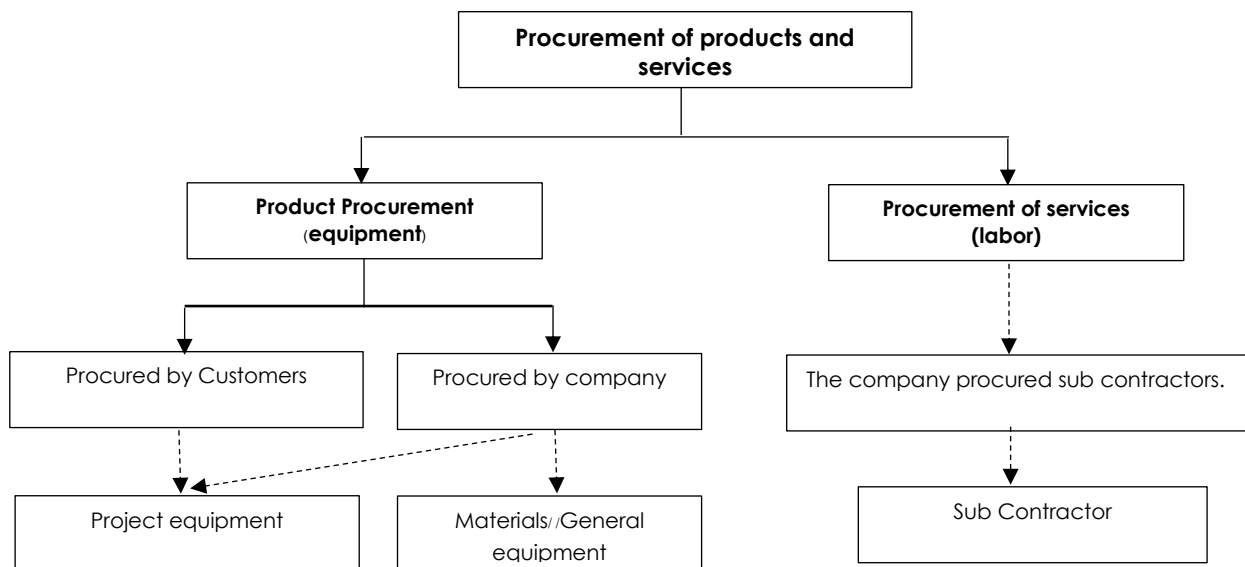 Procurement of products and
services
Product Procurement
(equipment)
Procurement of services
(labor)
Procured by Customers
Procured by company
The company procured sub contractors.
Project equipment
Materials//General
equipment
Sub Contractor